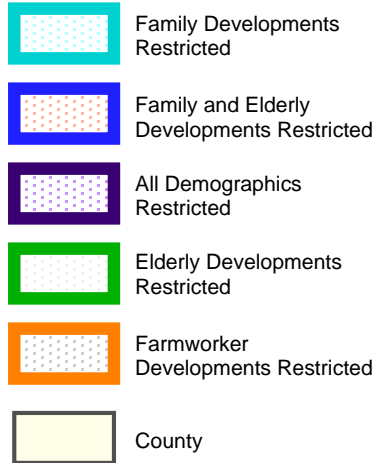 Family Developments
Restricted
Family and Elderly
Developments Restricted
All Demographics
Restricted
Elderly Developments
Restricted
Farmworker
Developments Restricted
County